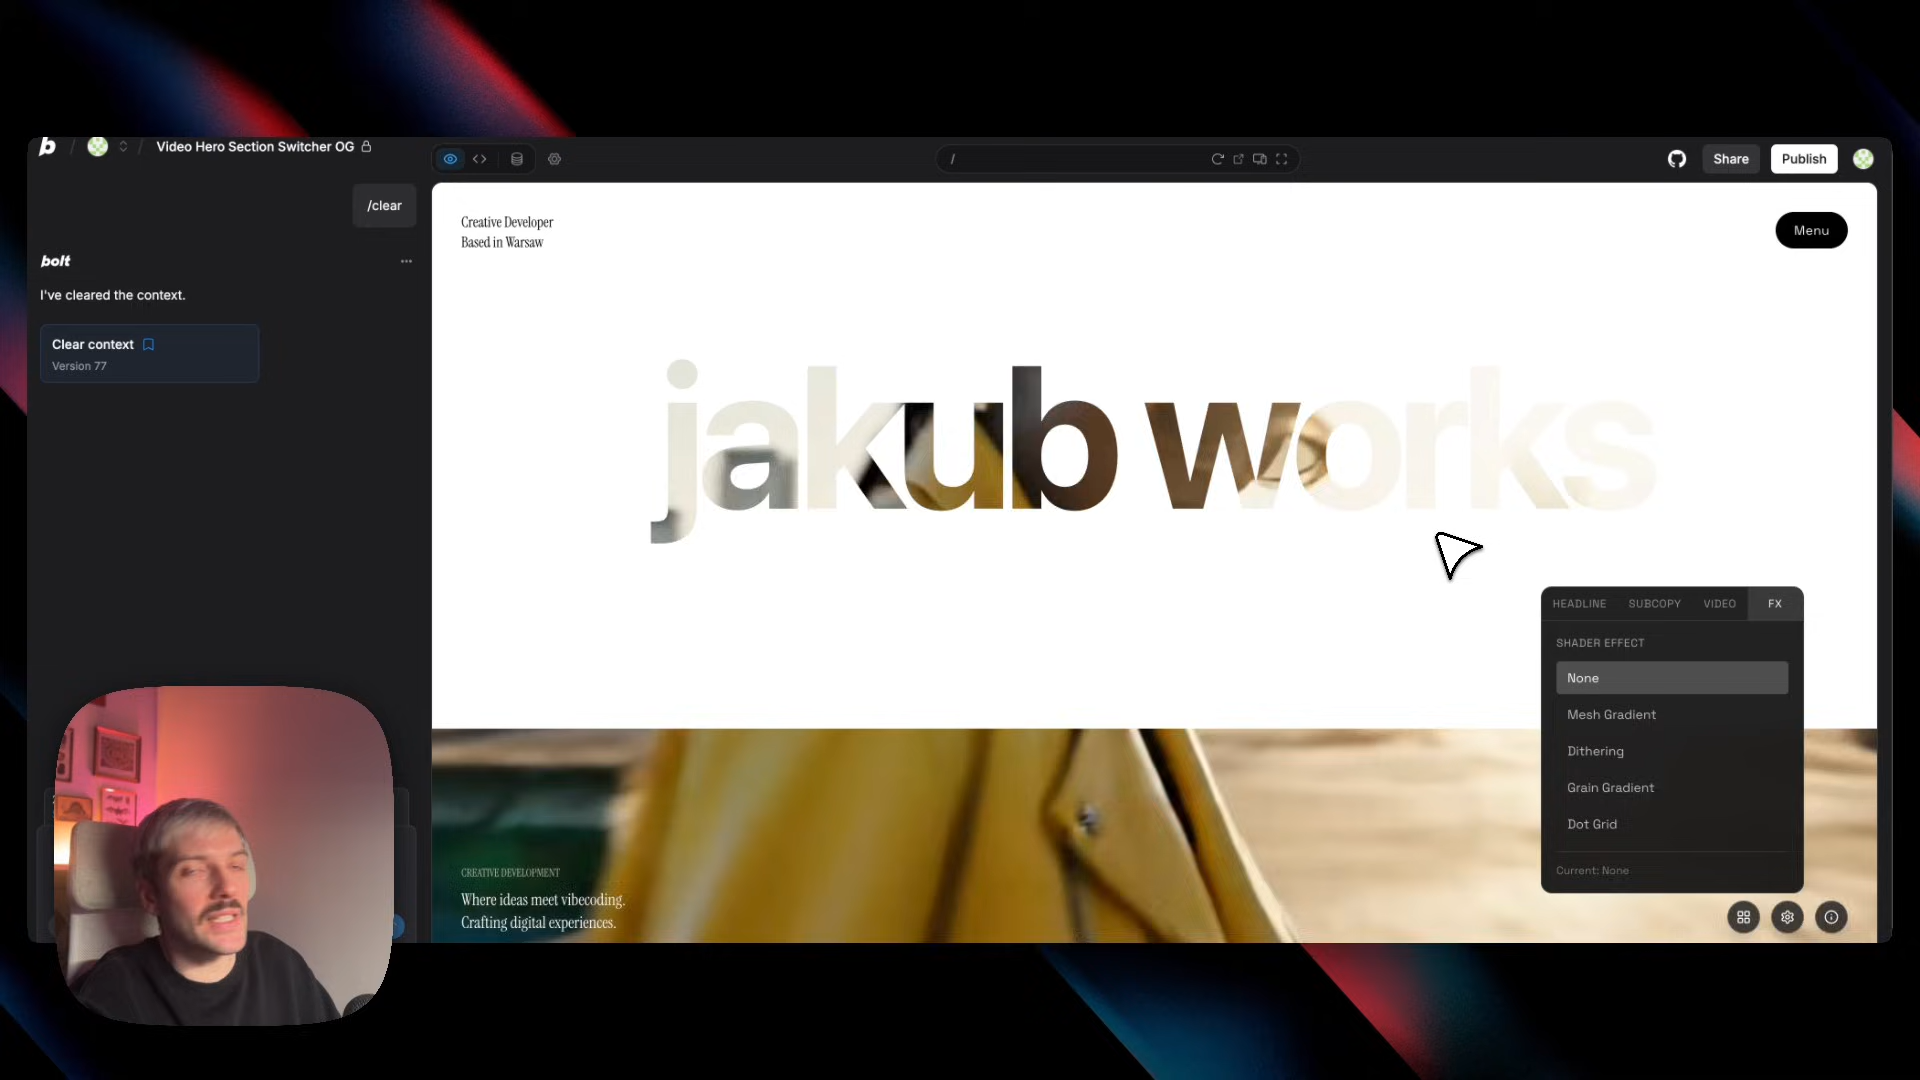 b / / Video Hero Section Switcher OG
/
Share
Publish
/clear
bolt
I've cleared the context.
Clear context
Version 77
Creative Developer
Based in Warsaw
Menu
jakub works
HEADLINE SUBCOPY VIDEO FX
SHADER EFFECT
None
Mesh Gradient
Dithering
Grain Gradient
Dot Grid
Current: None
CREATIVE DEVELOPMENT
Where ideas meet vibecoding.
Crafting digital experiences.